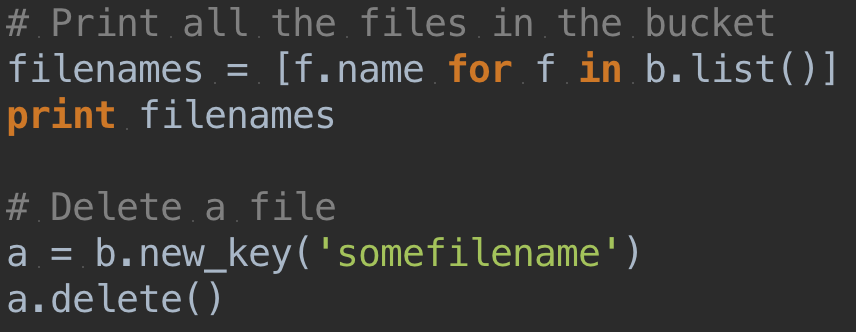 # Print all the files in the bucket
filenames = [f.name for f in b.list()]
print filenames
# Delete a file
a = b.new_key('somefilename')
a.delete()